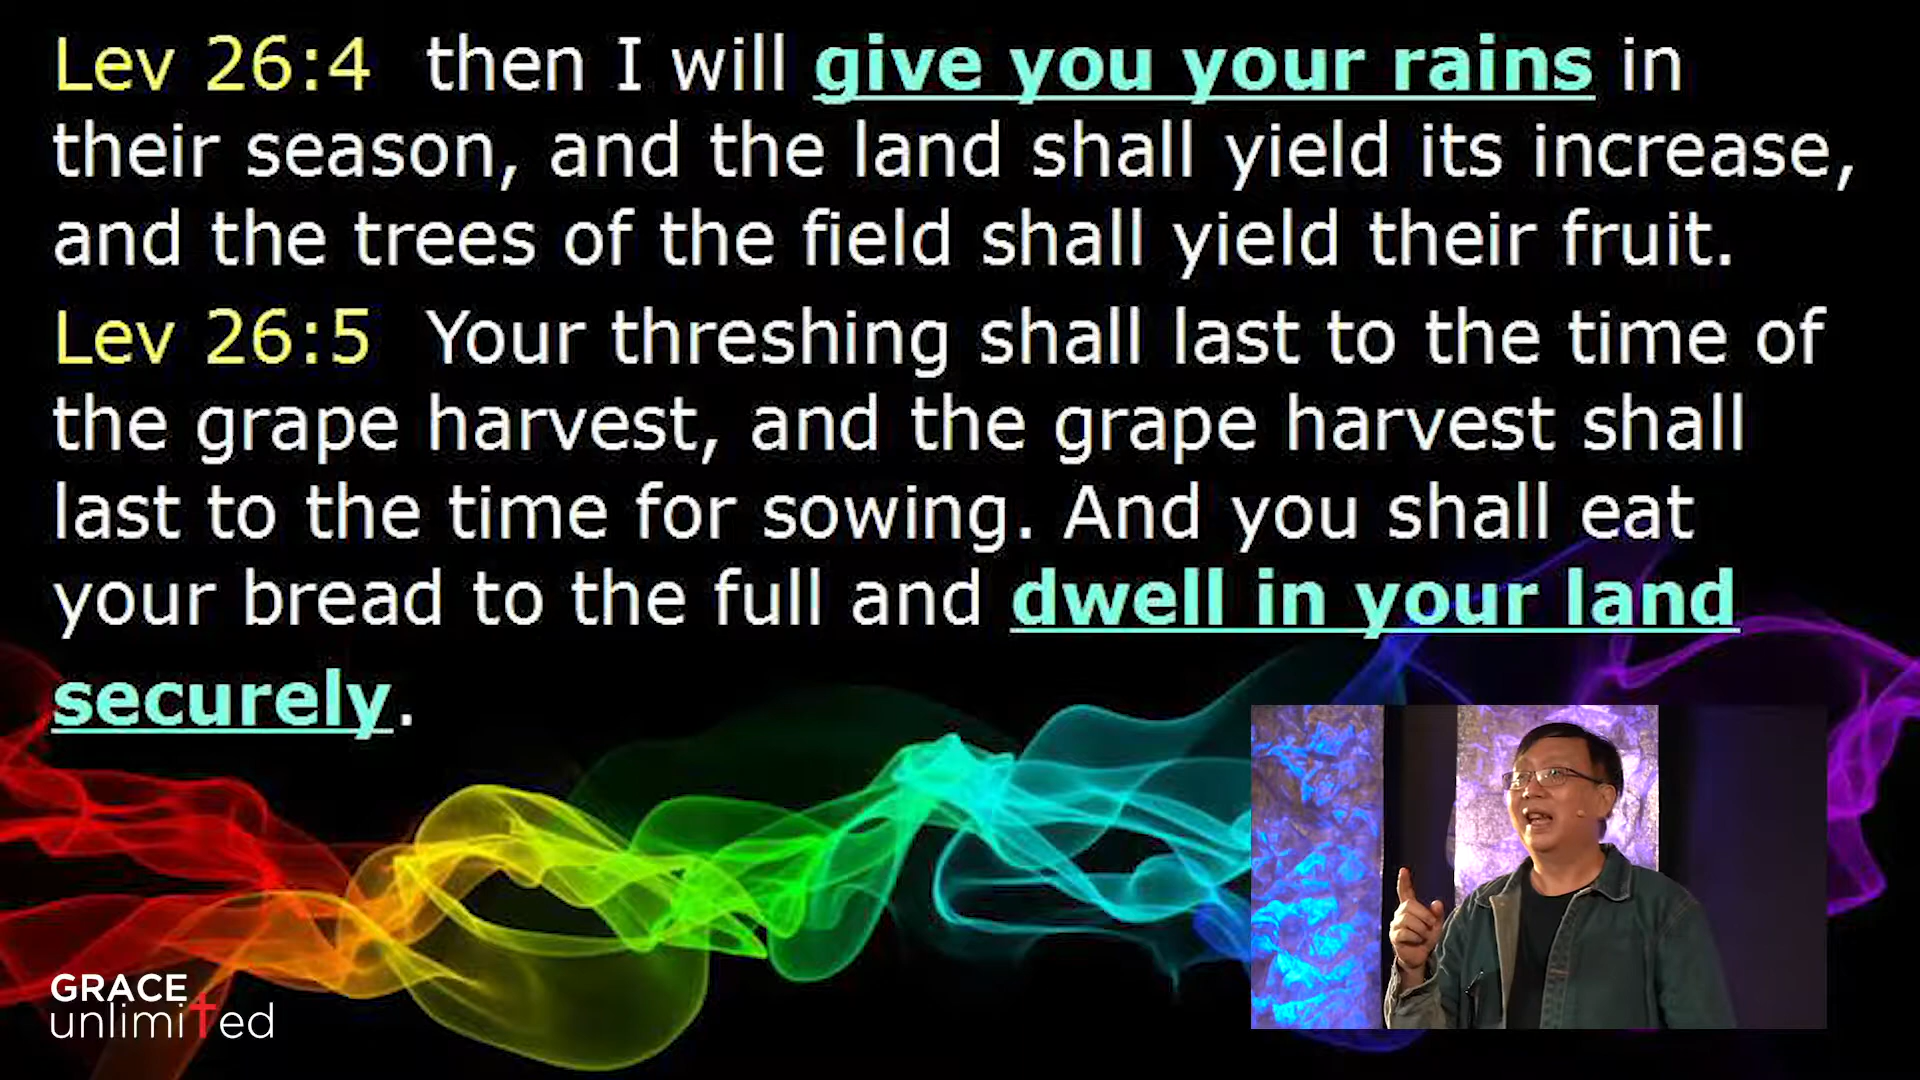 Lev 26:4  then I will give you your rains in
their season, and the land shall yield its increase,
and the trees of the field shall yield their fruit.
Lev 26:5  Your threshing shall last to the time of
the grape harvest, and the grape harvest shall
last to the time for sowing. And you shall eat
your bread to the full and dwell in your land
securely.
GRACE
unlimited